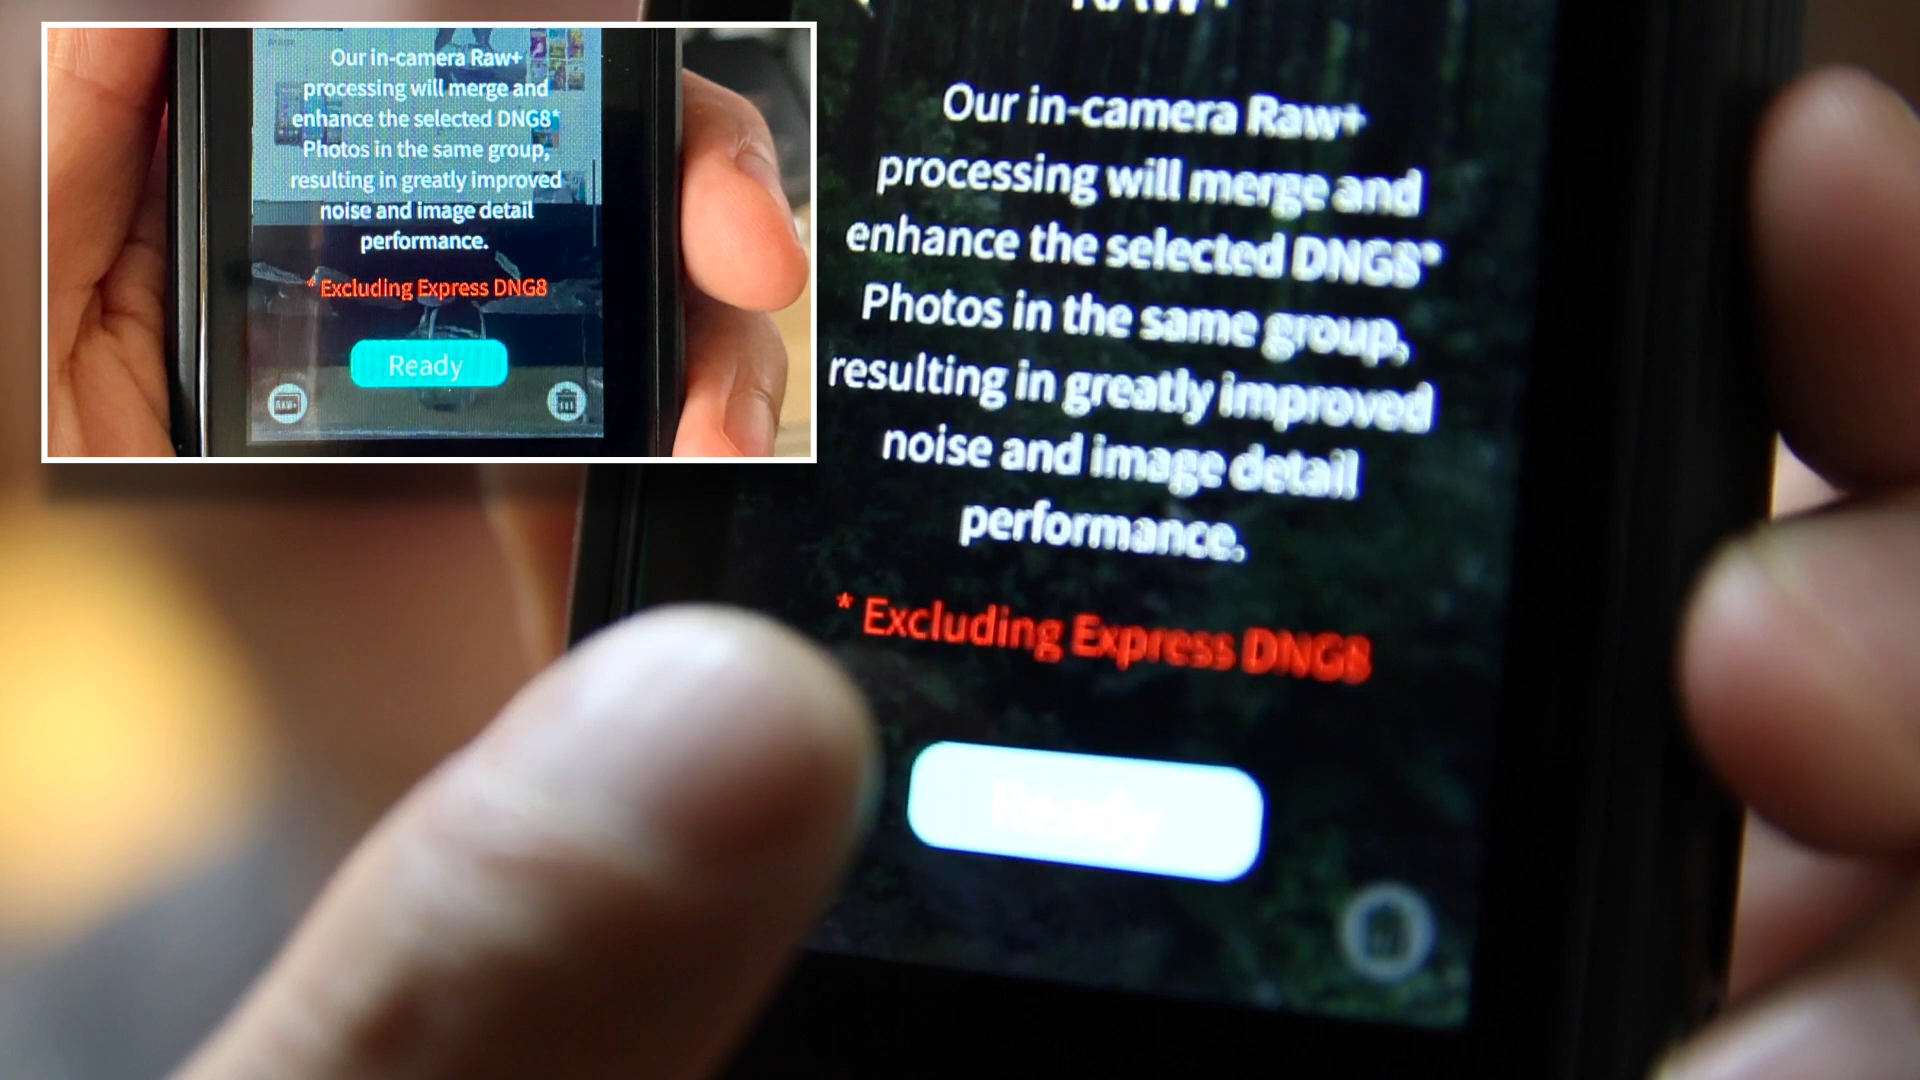 Our in-camera Raw+
processing will merge and
enhance the selected DNG8*
Photos in the same group,
resulting in greatly improved
noise and image detail
performance.
* Excluding Express DNG8
Ready
RAW+
RAW+
Our in-camera Raw+
processing will merge and
enhance the selected DNG8*
Photos in the same group,
resulting in greatly improved
noise and image detail
performance.
* Excluding Express DNG8
Ready